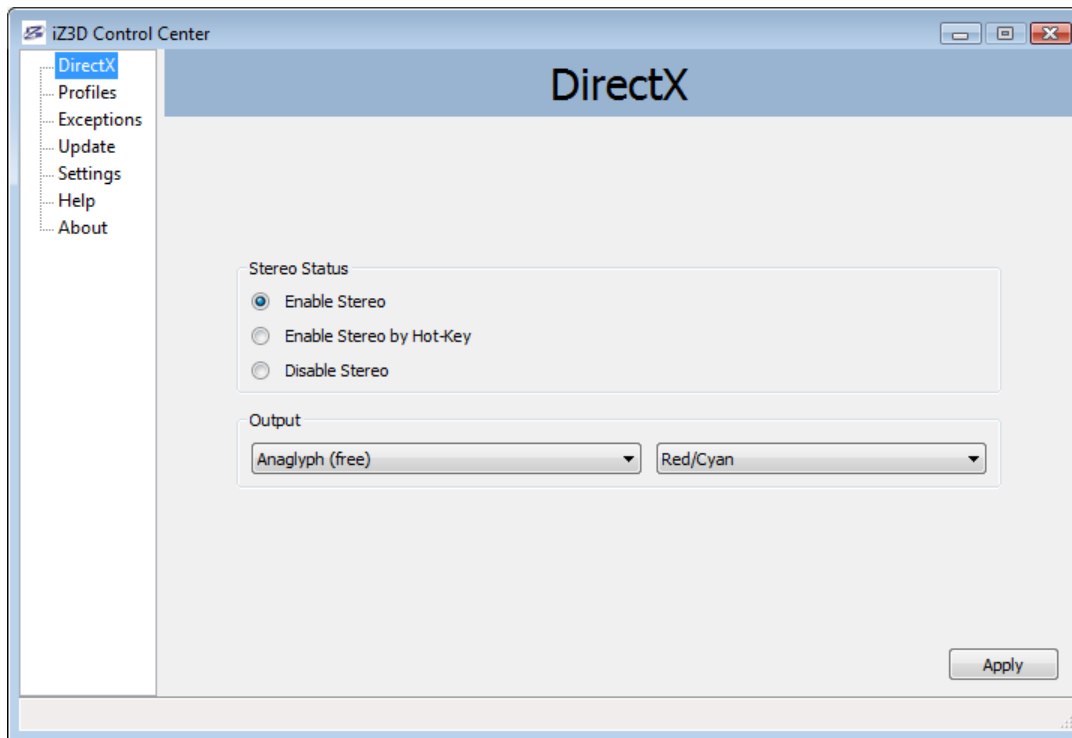 iZ3D Control Center
DirectX
Profiles
Exceptions
Update
Settings
Help
About
DirectX
Stereo Status
Enable Stereo
Enable Stereo by Hot-Key
Disable Stereo
Output
Anaglyph (free) Red/Cyan
Apply